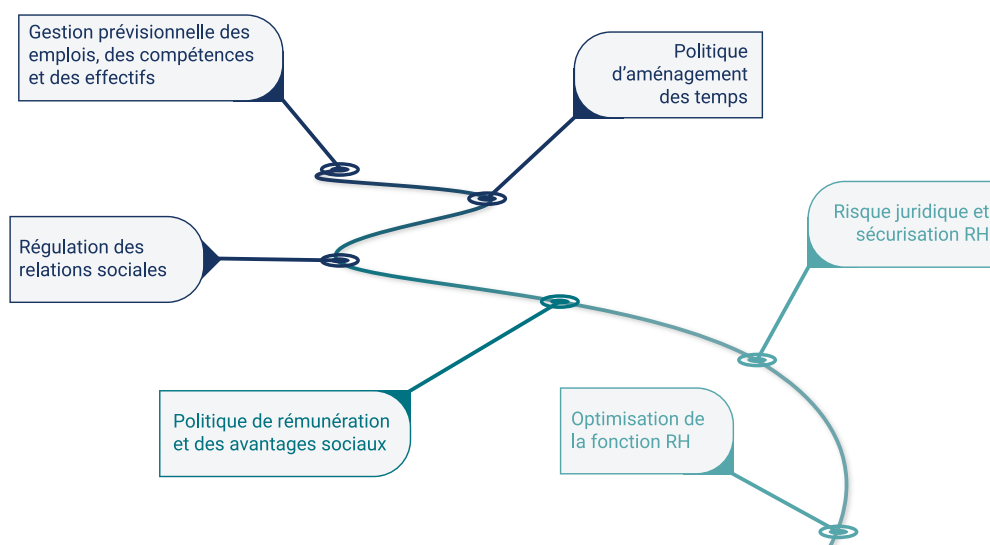 Gestion prévisionnelle des
emplois, des compétences
et des effectifs
Politique
d’aménagement
des temps
Risque juridique et
sécurisation RH
Régulation des
relations sociales
Politique de rémunération
et des avantages sociaux
Optimisation de
la fonction RH